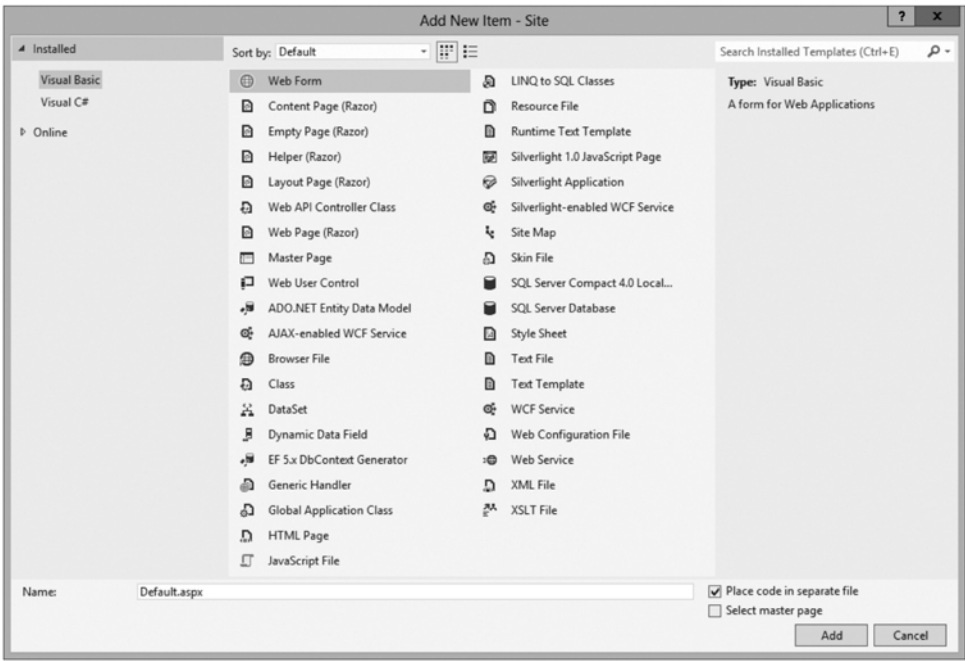 Add New Item - Site
? x
Installed
Visual Basic
Visual C#
Online
Sort by: Default
Search Installed Templates (Ctrl+E)
Web Form
Content Page (Razor)
Empty Page (Razor)
Helper (Razor)
Layout Page (Razor)
Web API Controller Class
Web Page (Razor)
Master Page
Web User Control
ADO.NET Entity Data Model
AJAX-enabled WCF Service
Browser File
Class
DataSet
Dynamic Data Field
EF 5.x DbContext Generator
Generic Handler
Global Application Class
HTML Page
JavaScript File
LINQ to SQL Classes
Resource File
Runtime Text Template
Silverlight 1.0 JavaScript Page
Silverlight Application
Silverlight-enabled WCF Service
Site Map
Skin File
SQL Server Compact 4.0 Local...
SQL Server Database
Style Sheet
Text File
Text Template
WCF Service
Web Configuration File
Web Service
XML File
XSLT File
Type: Visual Basic
A form for Web Applications
Name: Default.aspx
Place code in separate file
Select master page
Add Cancel